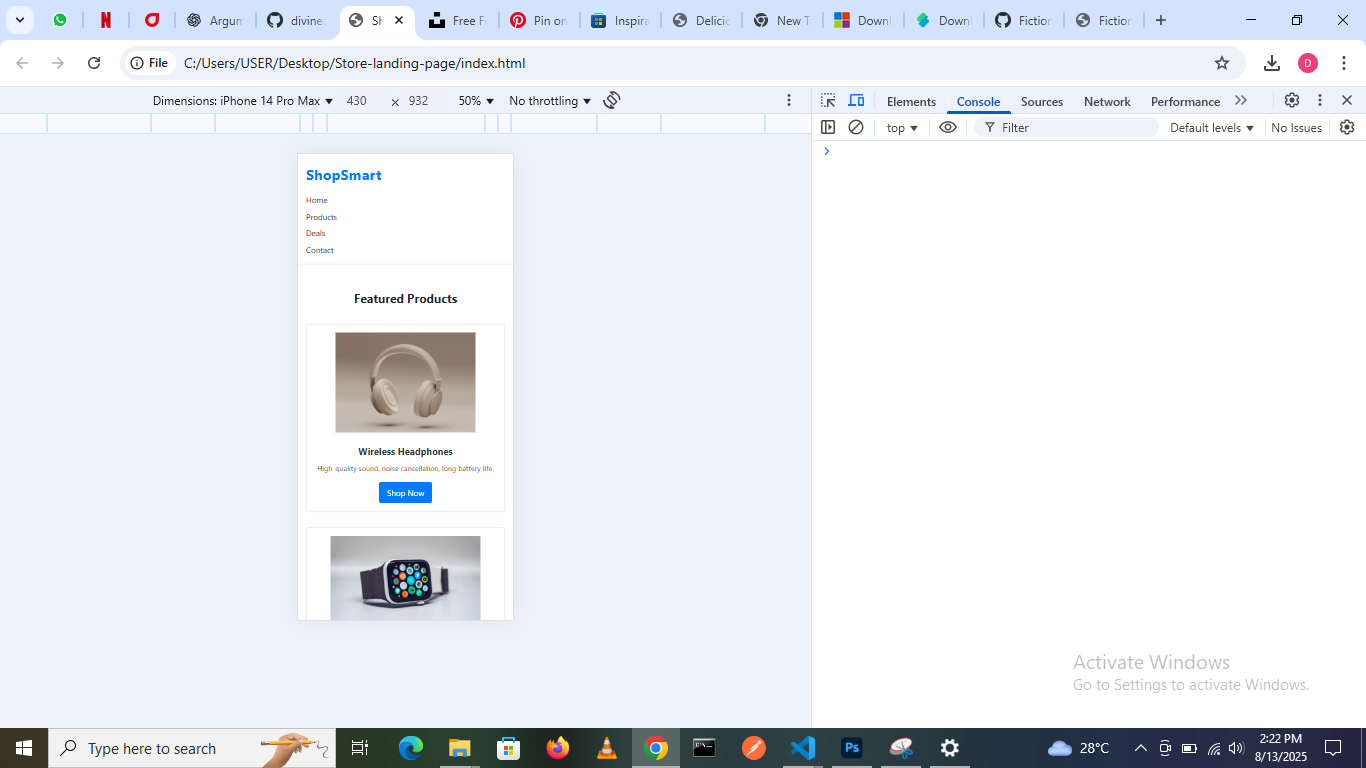 Argum
divinea
Sh
Free Fo
Pin on
Inspira
Delicio
New T
Downl
Downl
Fiction
Fiction
File
C:/Users/USER/Desktop/Store-landing-page/index.html
D
Dimensions: iPhone 14 Pro Max 430 × 932 50% No throttling
Elements Console Sources Network Performance
top Filter Default levels No Issues
ShopSmart
Home
Products
Deals
Contact
Featured Products
Wireless Headphones
High-quality sound, noise cancellation, long battery life.
Shop Now
Activate Windows
Go to Settings to activate Windows.
Type here to search
Ps
28°C
2:22 PM
8/13/2025